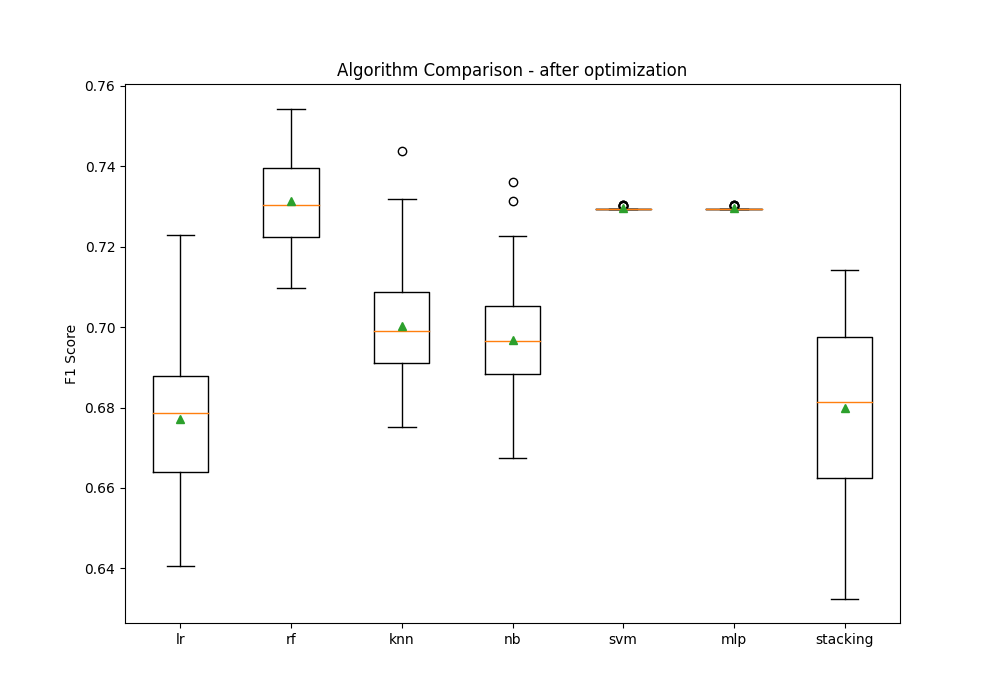 Algorithm Comparison - after optimization
0.76
0.74
0.72
0.70
0.68
0.66
0.64
F1 Score
lr rf knn nb svm mlp stacking